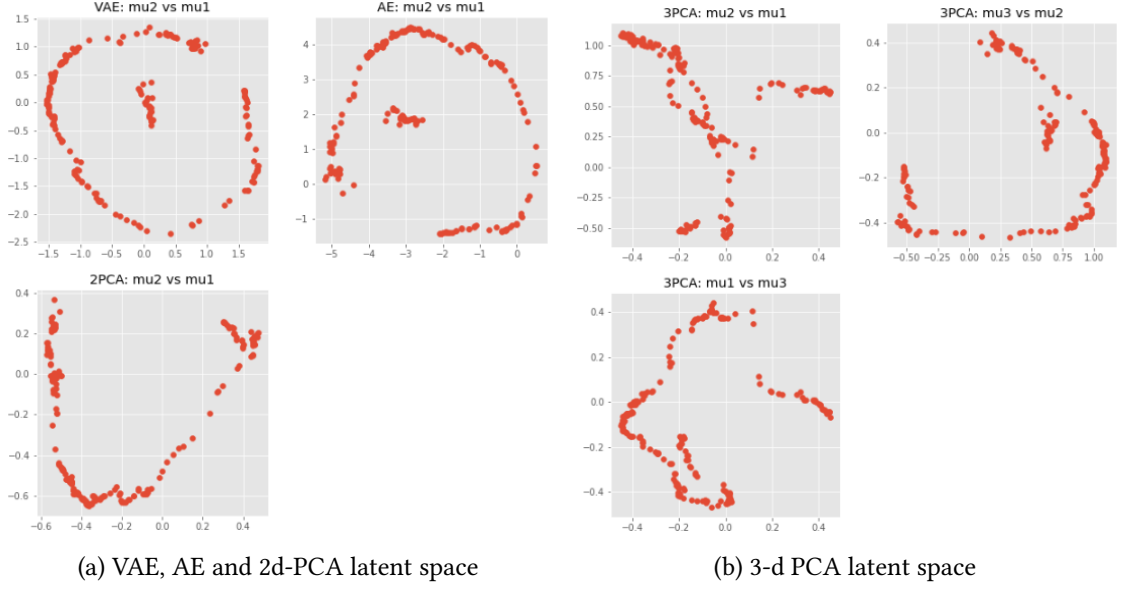 VAE: mu2 vs mu1
1.5
1.0
0.5
0.0
−0.5
−1.0
−1.5
−2.0
−2.5
−1.5 −1.0 −0.5 0.0 0.5 1.0 1.5
AE: mu2 vs mu1
4
3
2
1
0
−1
−5 −4 −3 −2 −1 0
2PCA: mu2 vs mu1
0.4
0.2
0.0
−0.2
−0.4
−0.6
−0.6 −0.4 −0.2 0.0 0.2 0.4
(a) VAE, AE and 2d-PCA latent space
3PCA: mu2 vs mu1
1.00
0.75
0.50
0.25
0.00
−0.25
−0.50
−0.4 −0.2 0.0 0.2 0.4
3PCA: mu3 vs mu2
0.4
0.2
0.0
−0.2
−0.4
−0.50 −0.25 0.00 0.25 0.50 0.75 1.00
3PCA: mu1 vs mu3
0.4
0.2
0.0
−0.2
−0.4
−0.4 −0.2 0.0 0.2 0.4
(b) 3-d PCA latent space